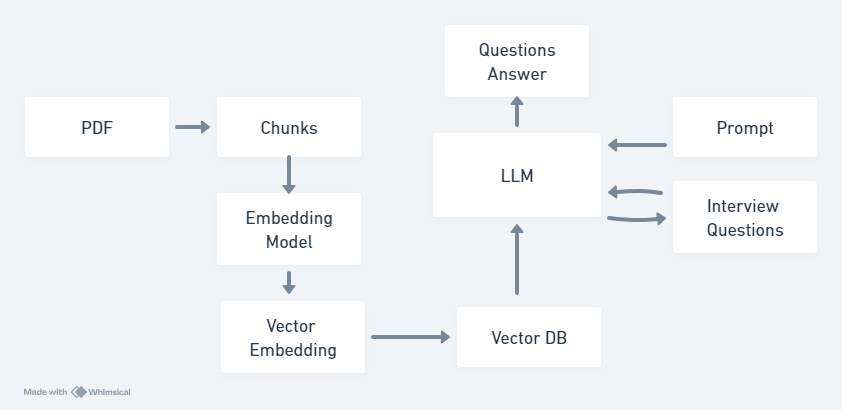 Questions
Answer
PDF
Chunks
Prompt
LLM
Embedding
Model
Interview
Questions
Vector
Embedding
Vector DB
Made with Whimsical